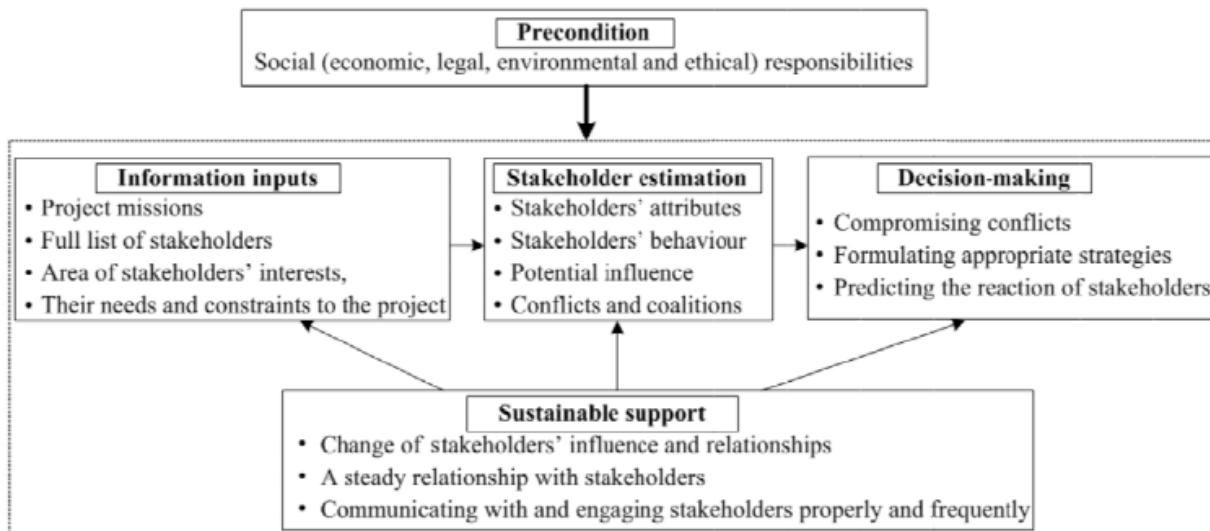 Precondition
Social (economic, legal, environmental and ethical) responsibilities
Information inputs
• Project missions
• Full list of stakeholders
• Area of stakeholders' interests,
• Their needs and constraints to the project
Stakeholder estimation
• Stakeholders' attributes
• Stakeholders' behaviour
• Potential influence
• Conflicts and coalitions
Decision-making
• Compromising conflicts
• Formulating appropriate strategies
• Predicting the reaction of stakeholders
Sustainable support
• Change of stakeholders' influence and relationships
• A steady relationship with stakeholders
• Communicating with and engaging stakeholders properly and frequently